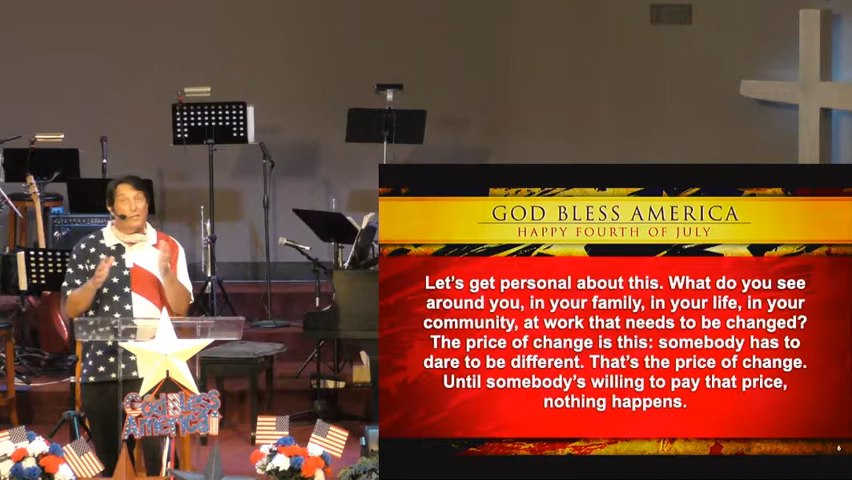 GOD BLESS AMERICA
HAPPY FOURTH OF JULY
Let's get personal about this. What do you see
around you, in your family, in your life, in your
community, at work that needs to be changed?
The price of change is this: somebody has to
dare to be different. That's the price of change.
Until somebody's willing to pay that price,
nothing happens.
6
God Bless
America